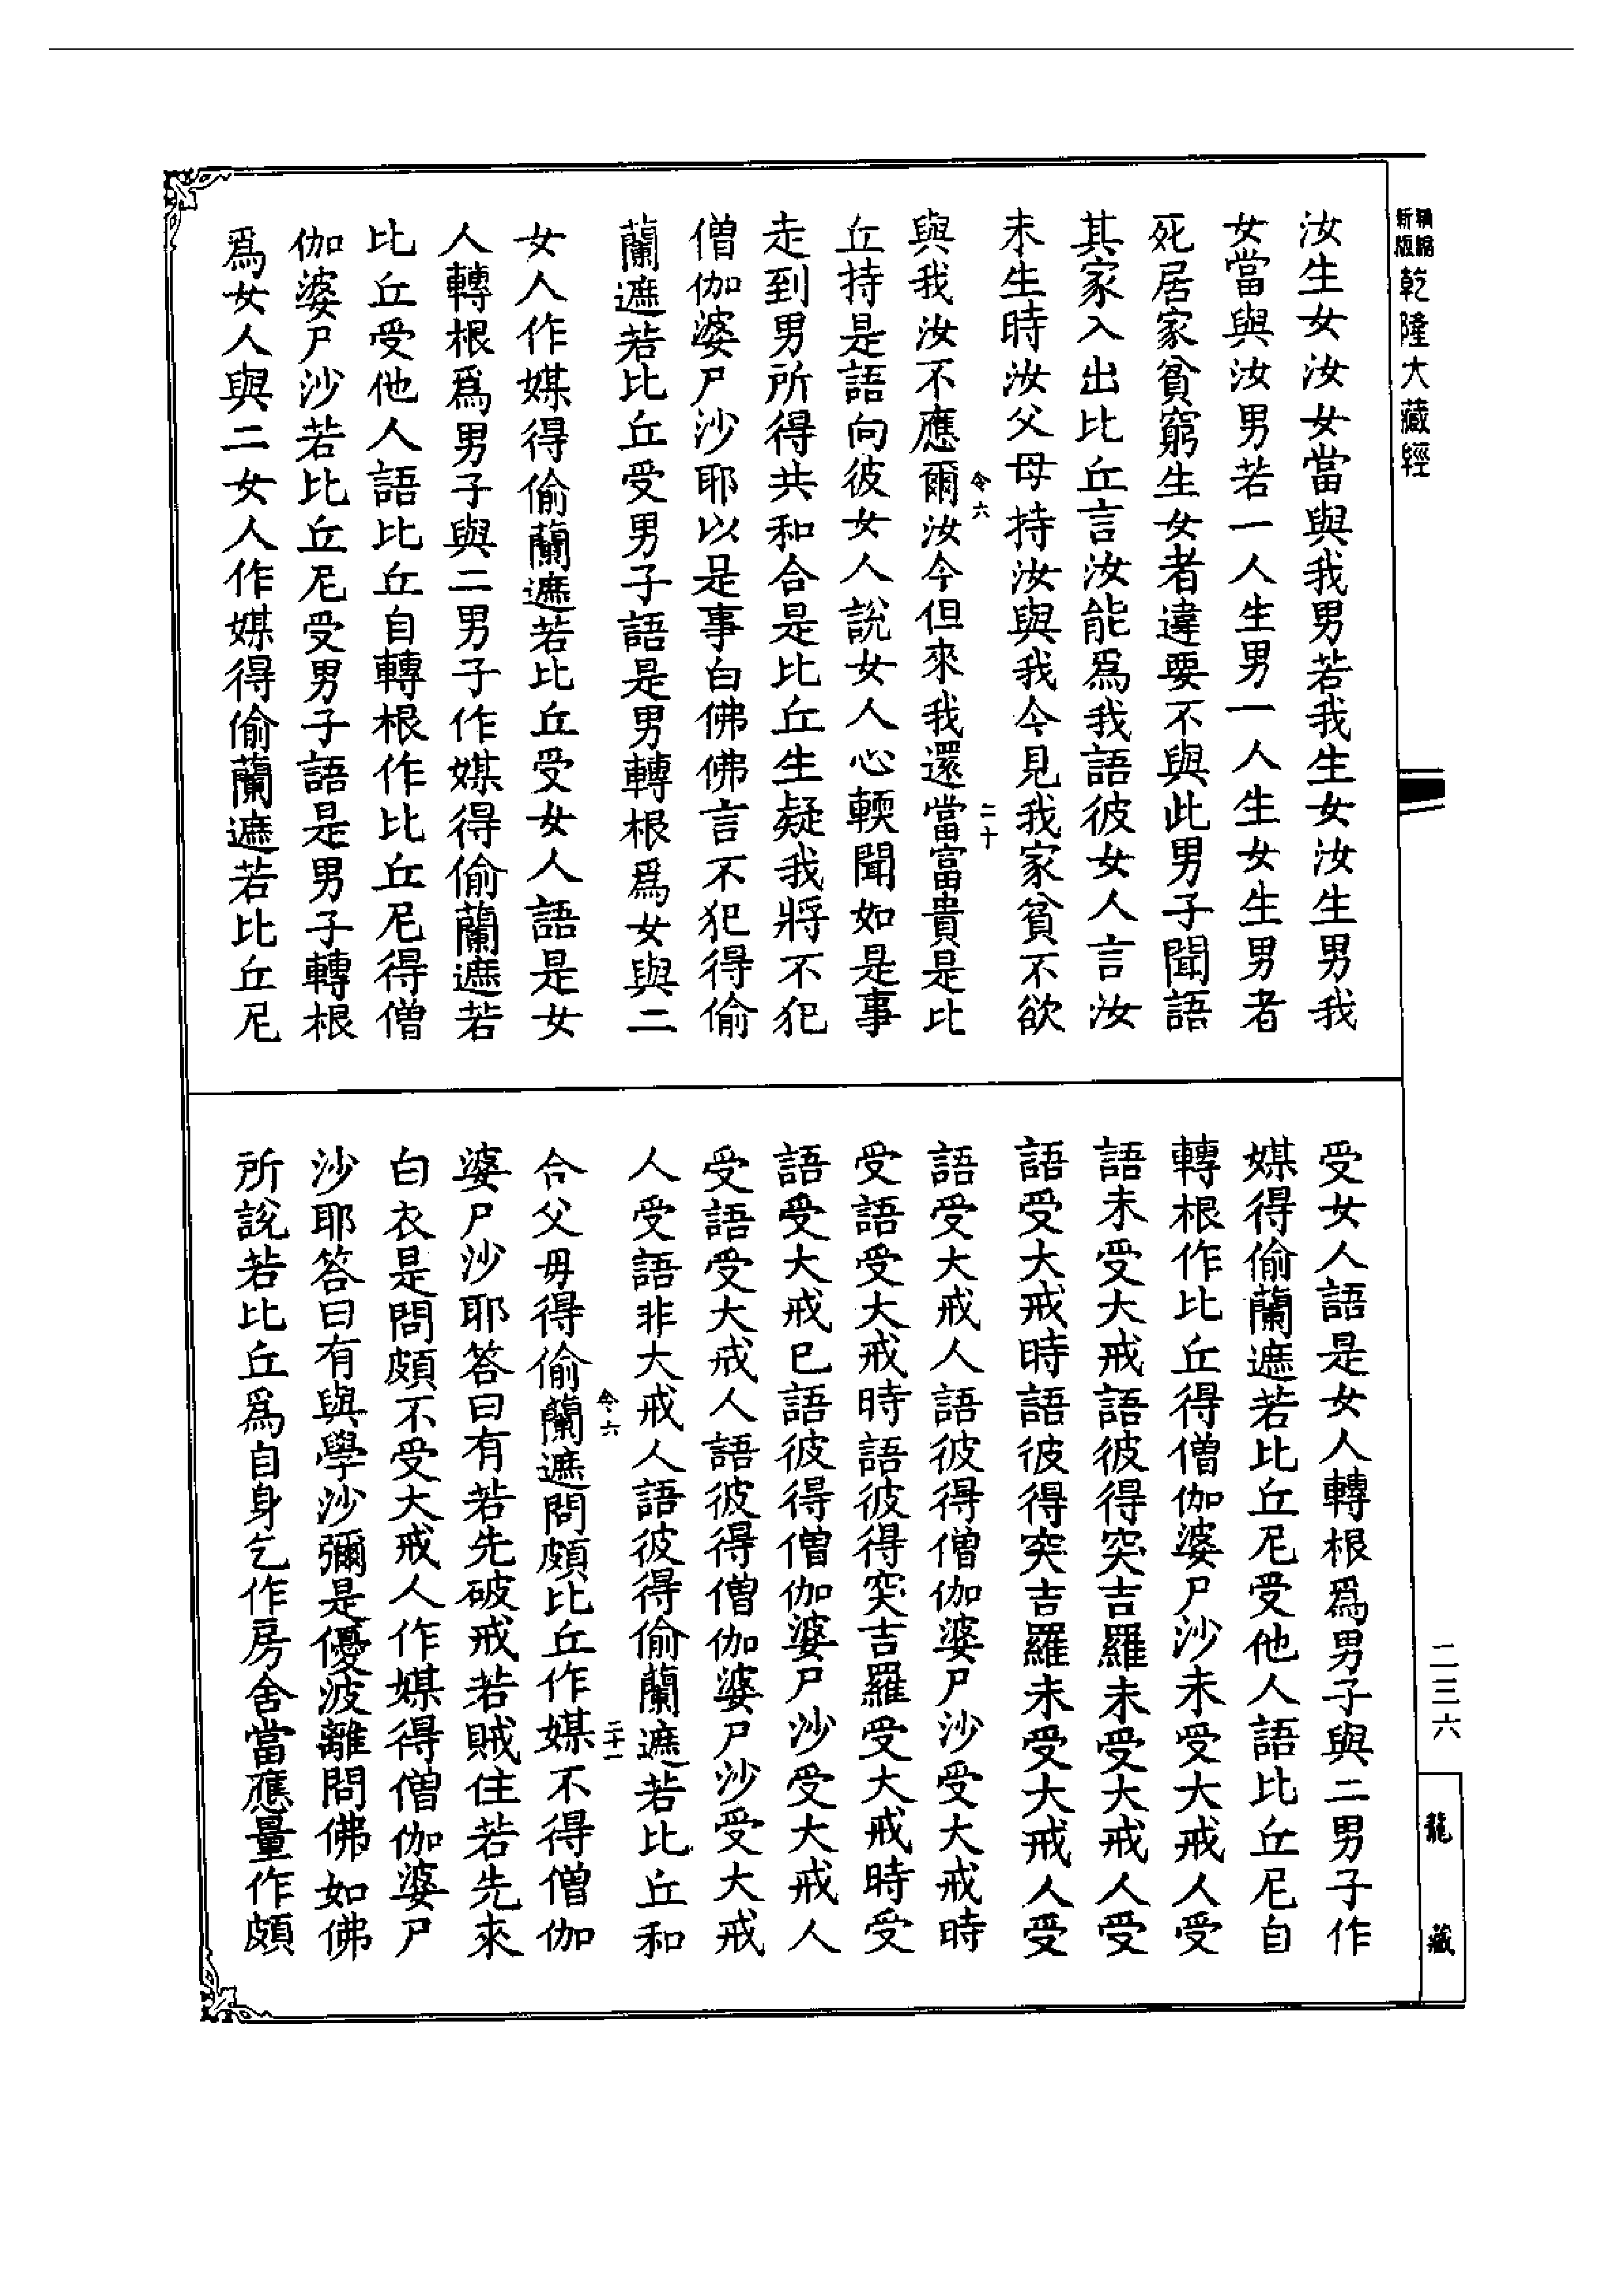 新版精縮乾隆大藏經
汝生女汝女當與我男若我生女汝生男我
女當與汝男若一人生男一人生女生男者
死居家貧窮生女者違要不與此男子聞語
其家入出比丘言汝能爲我語彼女人言汝
未生時汝父母持汝與我今見我家貧不欲
令六
二十
與我汝不應爾汝今但來我還當富貴是比
丘持是語向彼女人說女人心輭聞如是事
走到男所得共和合是比丘生疑我將不犯
僧伽婆尸沙耶以是事白佛佛言不犯得偷
蘭遮若比丘受男子語是男轉根爲女與二
女人作媒得偷蘭遮若比丘受女人語是女
人轉根爲男子與二男子作媒得偷蘭遮若
比丘受他人語比丘自轉根作比丘尼得僧
伽婆尸沙若比丘尼受男子語是男子轉根
爲女人與二女人作媒得偷蘭遮若比丘尼
受女人語是女人轉根爲男子與二男子作
媒得偷蘭遮若比丘尼受他人語比丘尼自
轉根作比丘得僧伽婆尸沙未受大戒人受
語未受大戒語彼得突吉羅未受大戒人受
語受大戒時語彼得突吉羅未受大戒人受
語受大戒人語彼得僧伽婆尸沙受大戒時
受語受大戒時語彼得突吉羅受大戒時受
語受大戒已語彼得僧伽婆尸沙受大戒人
受語受大戒人語彼得僧伽婆尸沙受大戒
人受語非大戒人語彼得偷蘭遮若比丘和
令六
二十一
合父母得偷蘭遮問頗比丘作媒不得僧伽
婆尸沙耶答曰有若先破戒若賊住若先來
白衣是問頗不受大戒人作媒得僧伽婆尸
沙耶答曰有與學沙彌是優波離問佛如佛
所說若比丘爲自身乞作房舍當應量作頗
二三六
龍藏